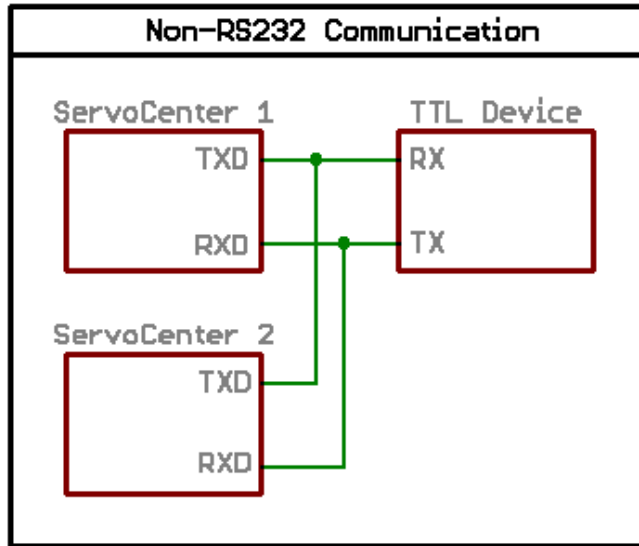 Non-RS232 Communication
ServoCenter 1
TTL Device
TXD
RX
RXD
TX
ServoCenter 2
TXD
RXD